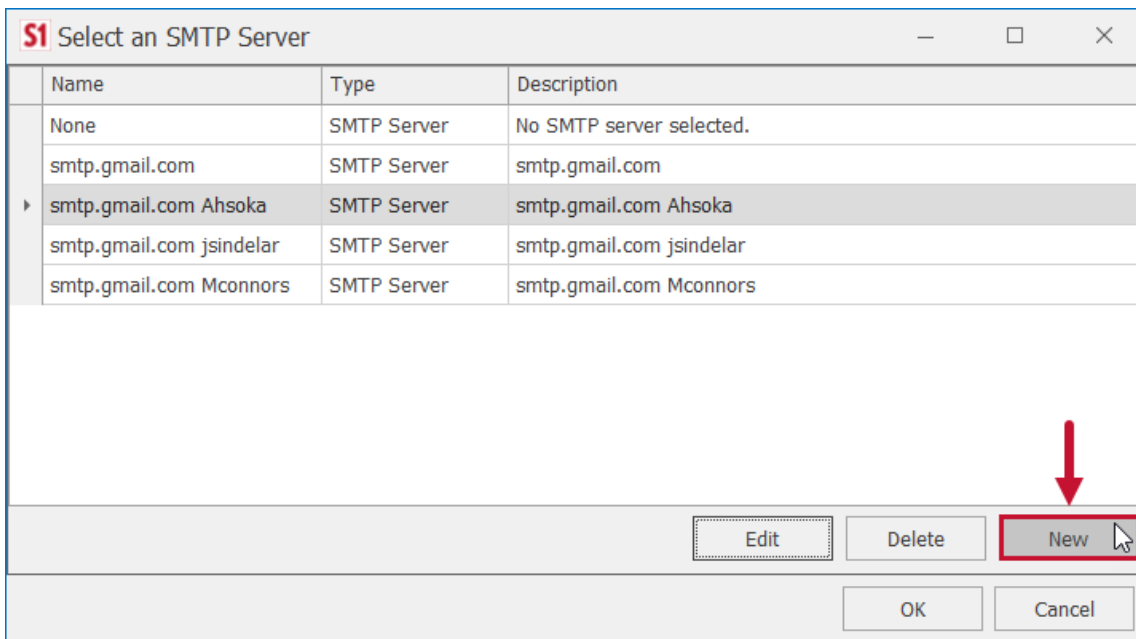 S1 Select an SMTP Server
Name Type Description
None SMTP Server No SMTP server selected.
smtp.gmail.com SMTP Server smtp.gmail.com
smtp.gmail.com Ahsoka SMTP Server smtp.gmail.com Ahsoka
smtp.gmail.com jsindelar SMTP Server smtp.gmail.com jsindelar
smtp.gmail.com Mconnors SMTP Server smtp.gmail.com Mconnors
Edit Delete New
OK Cancel